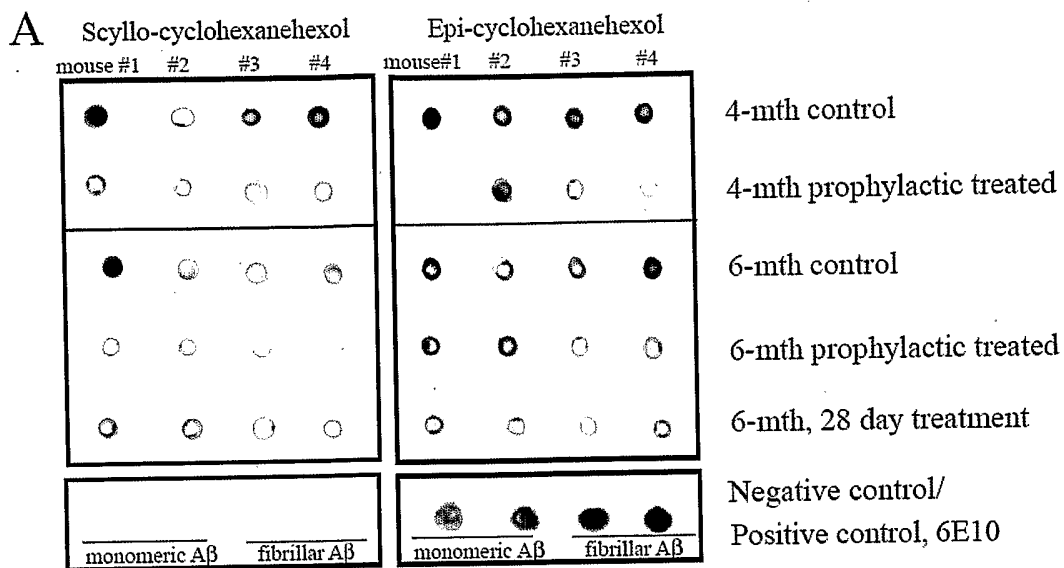 A
Scyllo-cyclohexanehexol Epi-cyclohexanehexol
mouse #1 #2 #3 #4 mouse#1 #2 #3 #4
4-mth control
4-mth prophylactic treated
6-mth control
6-mth prophylactic treated
6-mth, 28 day treatment
Negative control/
Positive control, 6E10
monomeric Aβ fibrillar Aβ monomeric Aβ fibrillar Aβ